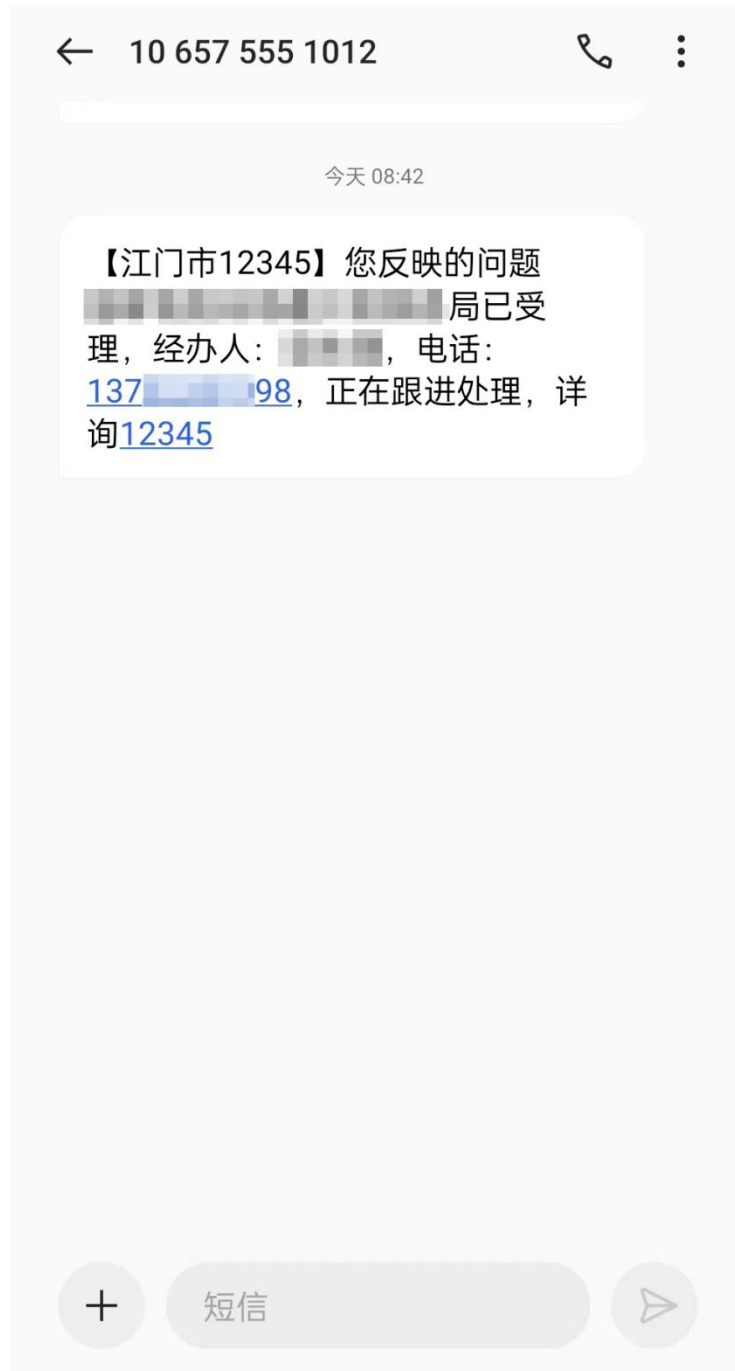 10 657 555 1012
今天 08:42
【江门市12345】您反映的问题
局已受
理，经办人：，电话：
137 98，正在跟进处理，详
询12345
短信